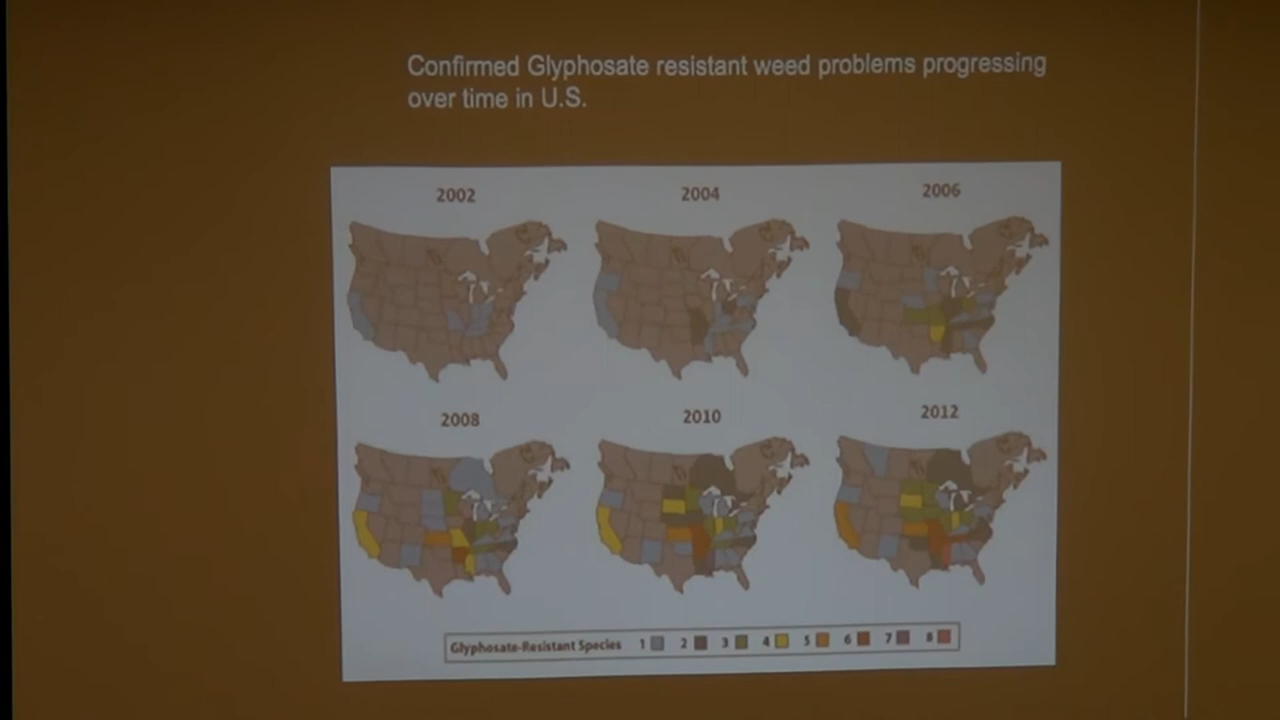 Confirmed Glyphosate resistant weed problems progressing
over time in U.S.
2002 2004 2006
2008 2010 2012
Glyphosate-Resistant Species 1 2 3 4 5 6 7 8